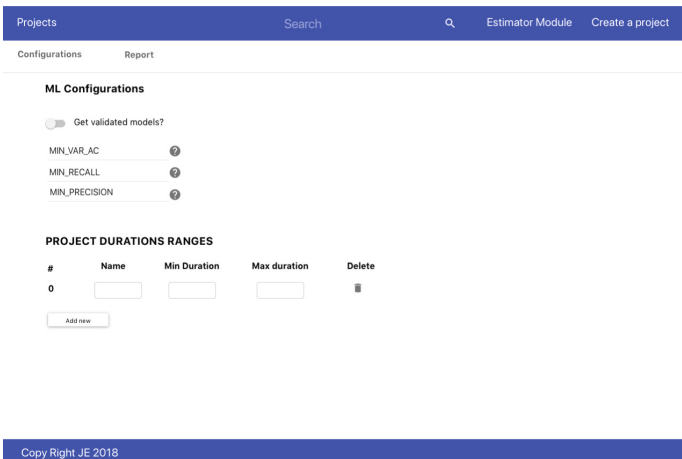 Projects Search Estimator Module Create a project
Configurations Report
ML Configurations
Get validated models?
MIN_VAR_AC ?
MIN_RECALL ?
MIN_PRECISION ?
PROJECT DURATIONS RANGES
# Name Min Duration Max duration Delete
0
Add new
Copy Right JE 2018